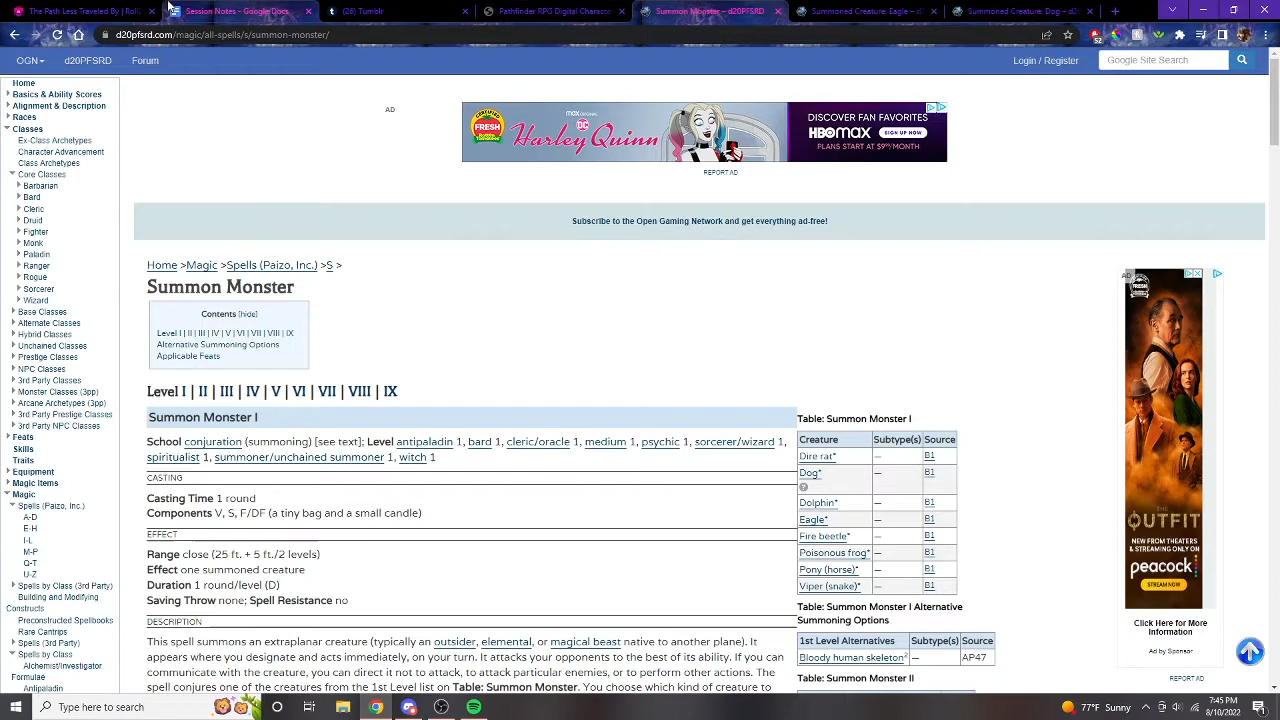 The Pess Less Traveled By | Roll
Session Notes - Google Docs
(28) Tumblr
Pathfinder RPG Digital Character
Summon Monster – d20PFSRD
Summoned Creature: Eagle – d2
Summoned Creature: Dog – d20
d20pfsrd.com/magic/all-spells/s/summon-monster/
52
OGN
d20PFSRD
Forum
Login / Register
Google Site Search
Home
Basics & Ability Scores
Alignment & Description
Races
Classes
Ex-Class Archetypes
Character Advancement
Class Archetypes
Core Classes
Barbarian
Bard
Cleric
Druid
Fighter
Monk
Paladin
Ranger
Rogue
Sorcerer
Wizard
Base Classes
Alternate Classes
Hybrid Classes
Unchained Classes
Prestige Classes
NPC Classes
3rd Party Classes
Monster Classes (3pp)
Arcane Archetypes (3pp)
3rd Party Prestige Classes
3rd Party NPC Classes
Feats
Skills
Traits
Equipment
Magic Items
Magic
Spells (Paizo, Inc.)
A-D
E-H
I-L
M-P
Q-T
U-Z
Spells by Class (3rd Party)
Building and Modifying
Constructs
Preconstructed Spellbooks
Rare Cantrips
Spells (3rd Party)
Spells by Class
Alchemist/Investigator
Formulae
Antipaladin
AD
FRESH
max ORIGINAL
DC
Harley Quinn
DISCOVER FAN FAVORITES
HBOMAX SIGN UP NOW
PLANS START AT $9.99/MONTH
REPORT AD
Subscribe to the Open Gaming Network and get everything ad-free!
Home >Magic >Spells (Paizo, Inc.) >S >
Summon Monster
Contents [hide]
Level I | II | III | IV | V | VI | VII | VIII | IX
Alternative Summoning Options
Applicable Feats
Level I | II | III | IV | V | VI | VII | VIII | IX
Summon Monster I
School conjuration (summoning) [see text]; Level antipaladin 1, bard 1, cleric/oracle 1, medium 1, psychic 1, sorcerer/wizard 1,
spiritualist 1, summoner/unchained summoner 1, witch 1
CASTING
Casting Time 1 round
Components V, S, F/DF (a tiny bag and a small candle)
EFFECT
Range close (25 ft. + 5 ft./2 levels)
Effect one summoned creature
Duration 1 round/level (D)
Saving Throw none; Spell Resistance no
DESCRIPTION
This spell summons an extraplanar creature (typically an outsider, elemental, or magical beast native to another plane). It
appears where you designate and acts immediately, on your turn. It attacks your opponents to the best of its ability. If you can
communicate with the creature, you can direct it not to attack, to attack particular enemies, or to perform other actions. The
spell conjures one of the creatures from the 1st Level list on Table: Summon Monster. You choose which kind of creature to
Table: Summon Monster I
Creature Subtype(s) Source
Dire rat* — B1
Dog* — B1
Dolphin* — B1
Eagle* — B1
Fire beetle* — B1
Poisonous frog* — B1
Pony (horse)* — B1
Viper (snake)* — B1
Table: Summon Monster I Alternative
Summoning Options
1st Level Alternatives Subtype(s) Source
Bloody human skeleton2 — AP47
Table: Summon Monster II
AD
FRESH
THE
OUTFIT
NEW FROM THEATERS
& STREAMING ONLY ON
peacock
STREAM NOW
Click Here for More
Information
Ad by Sponsor
REPORT AD
Type here to search
77°F Sunny
7:45 PM
8/10/2022